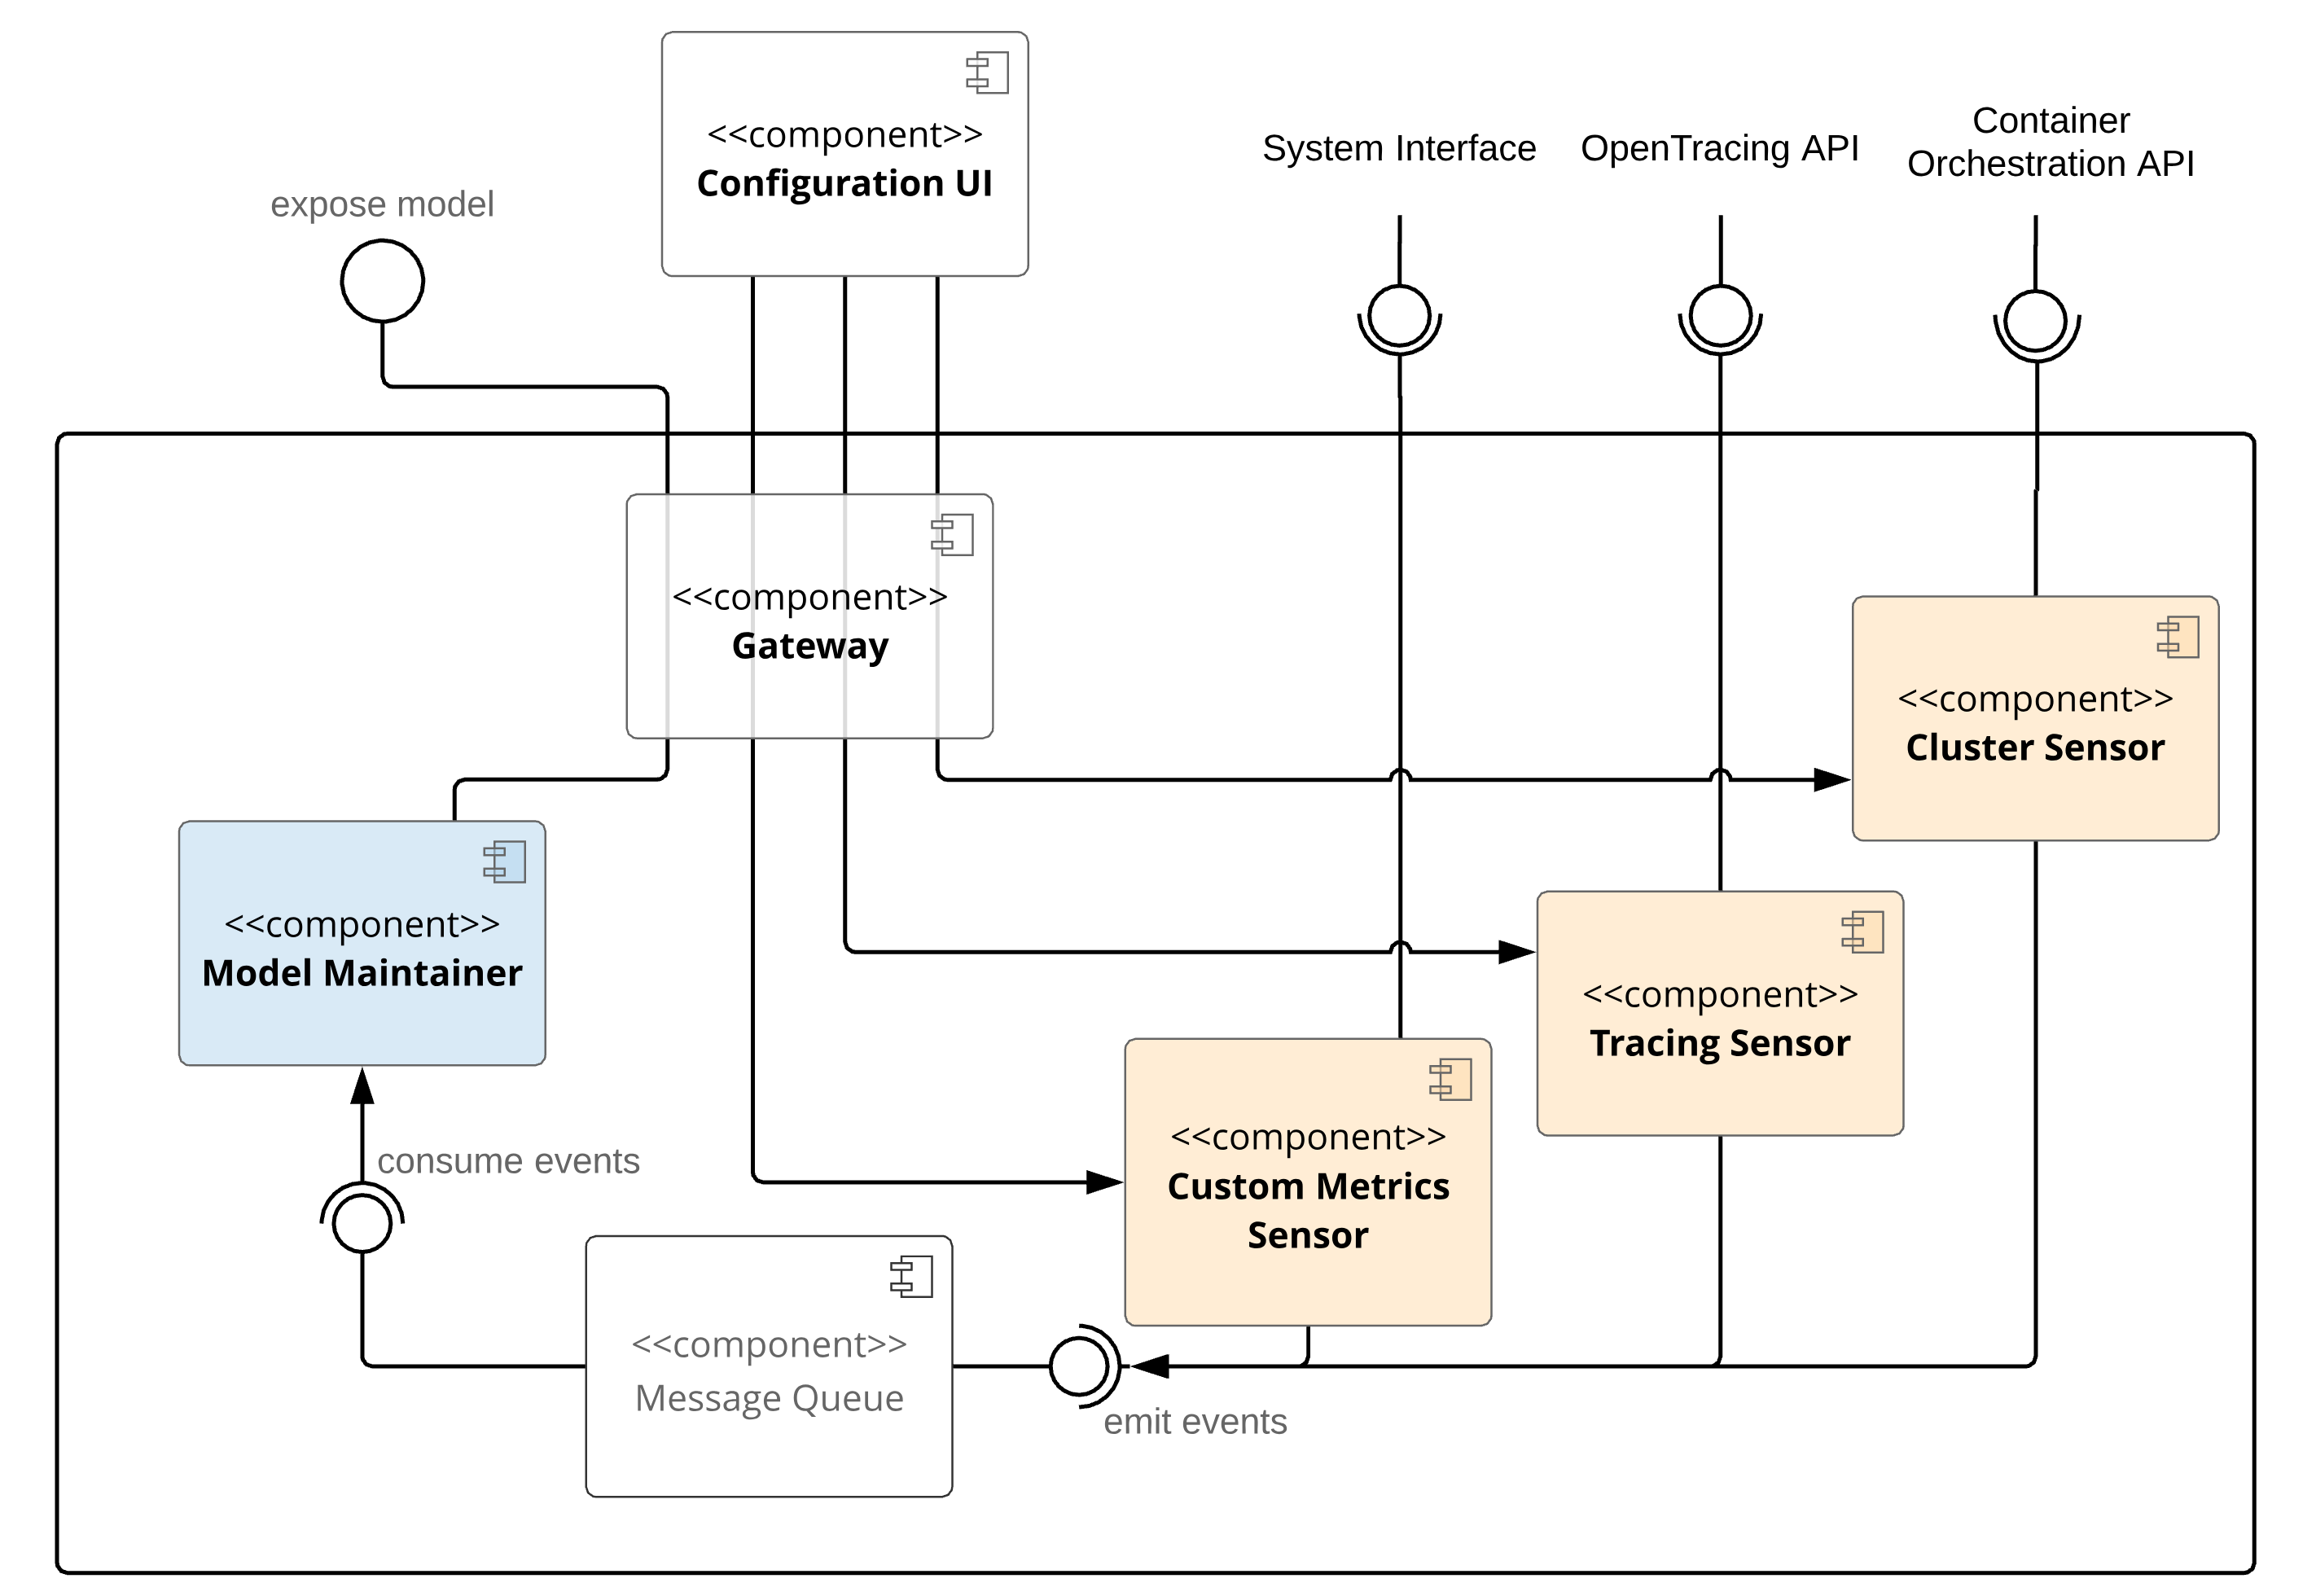 <<component>>
Configuration UI
System Interface
OpenTracing API
Container
Orchestration API
expose model
<<component>>
Gateway
<<component>>
Cluster Sensor
<<component>>
Model Maintainer
<<component>>
Tracing Sensor
<<component>>
Custom Metrics
Sensor
consume events
<<component>>
Message Queue
emit events